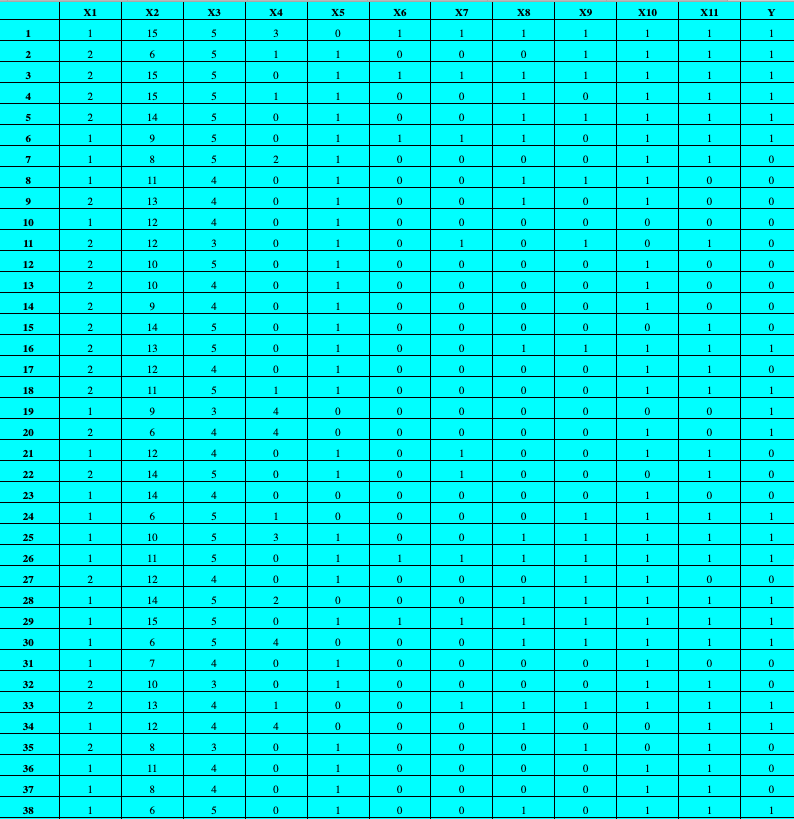 X1 X2 X3 X4 X5 X6 X7 X8 X9 X10 X11 Y
1 1 15 5 3 0 1 1 1 1 1 1 1
2 2 6 5 1 1 0 0 0 1 1 1 1
3 2 15 5 0 1 1 1 1 1 1 1 1
4 2 15 5 1 1 0 0 1 0 1 1 1
5 2 14 5 0 1 0 0 1 1 1 1 1
6 1 9 5 0 1 1 1 1 0 1 1 1
7 1 8 5 2 1 0 0 0 0 1 1 0
8 1 11 4 0 1 0 0 1 1 1 0 0
9 2 13 4 0 1 0 0 1 0 1 0 0
10 1 12 4 0 1 0 0 0 0 0 0 0
11 2 12 3 0 1 0 1 0 1 0 1 0
12 2 10 5 0 1 0 0 0 0 1 0 0
13 2 10 4 0 1 0 0 0 0 1 0 0
14 2 9 4 0 1 0 0 0 0 1 0 0
15 2 14 5 0 1 0 0 0 0 0 1 0
16 2 13 5 0 1 0 0 1 1 1 1 1
17 2 12 4 0 1 0 0 0 0 1 1 0
18 2 11 5 1 1 0 0 0 0 1 1 1
19 1 9 3 4 0 0 0 0 0 0 0 1
20 2 6 4 4 0 0 0 0 0 1 0 1
21 1 12 4 0 1 0 1 0 0 1 1 0
22 2 14 5 0 1 0 1 0 0 0 1 0
23 1 14 4 0 0 0 0 0 0 1 0 0
24 1 6 5 1 0 0 0 0 1 1 1 1
25 1 10 5 3 1 0 0 1 1 1 1 1
26 1 11 5 0 1 1 1 1 1 1 1 1
27 2 12 4 0 1 0 0 0 1 1 0 0
28 1 14 5 2 0 0 0 1 1 1 1 1
29 1 15 5 0 1 1 1 1 1 1 1 1
30 1 6 5 4 0 0 0 1 1 1 1 1
31 1 7 4 0 1 0 0 0 0 1 0 0
32 2 10 3 0 1 0 0 0 0 1 1 0
33 2 13 4 1 0 0 1 1 1 1 1 1
34 1 12 4 4 0 0 0 1 0 0 1 1
35 2 8 3 0 1 0 0 0 1 0 1 0
36 1 11 4 0 1 0 0 0 0 1 1 0
37 1 8 4 0 1 0 0 0 0 1 1 0
38 1 6 5 0 1 0 0 1 0 1 1 1